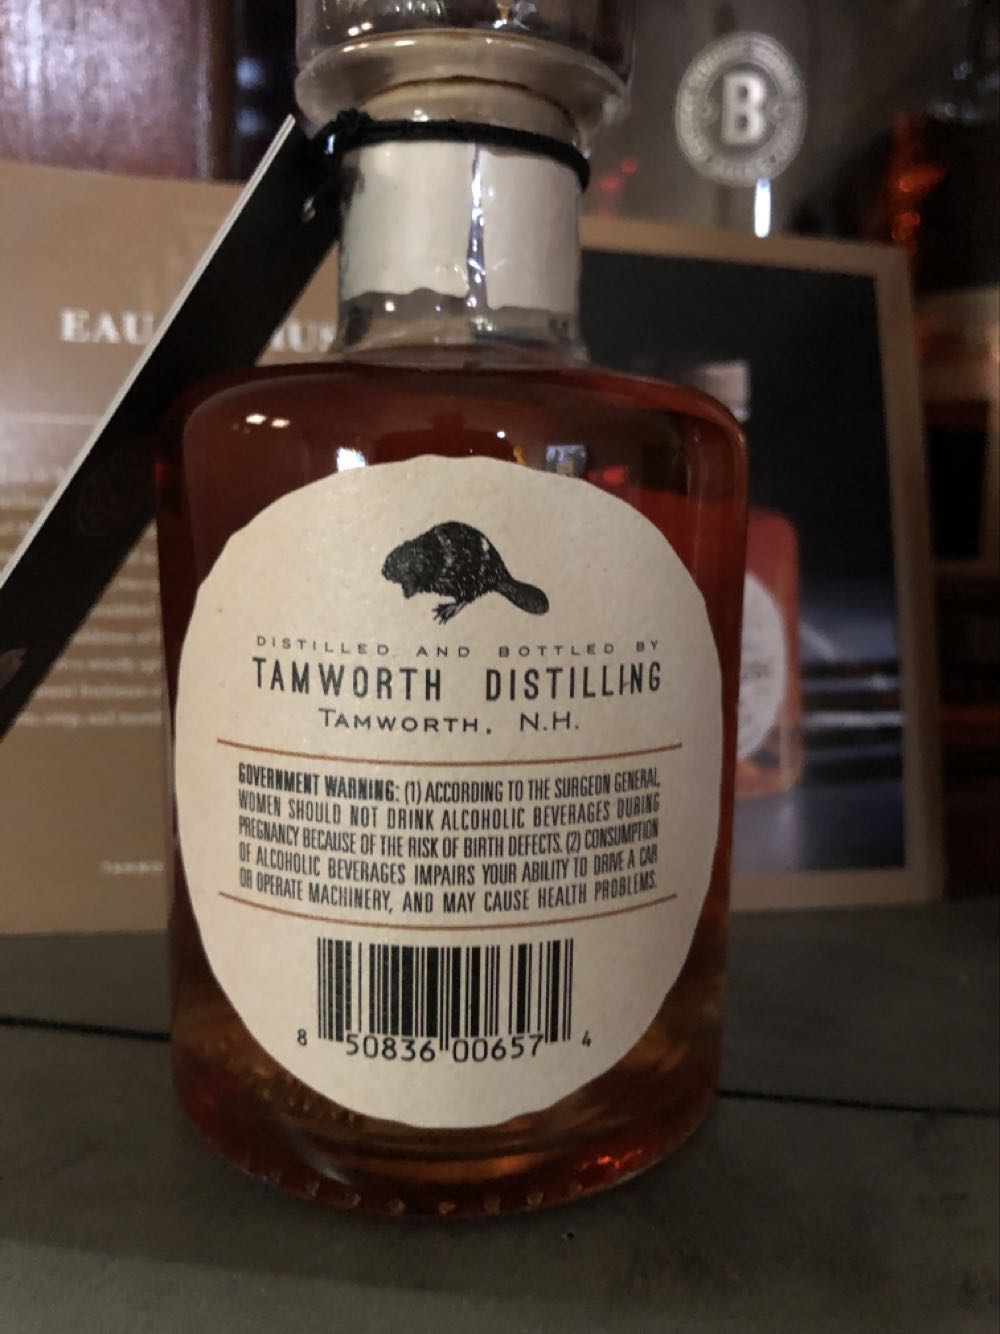 B
EAU
DISTILLED AND BOTTLED BY
TAMWORTH DISTILLING
TAMWORTH, N.H.
GOVERNMENT WARNING: (1) ACCORDING TO THE SURGEON GENERAL,
WOMEN SHOULD NOT DRINK ALCOHOLIC BEVERAGES DURING
PREGNANCY BECAUSE OF THE RISK OF BIRTH DEFECTS. (2) CONSUMPTION
OF ALCOHOLIC BEVERAGES IMPAIRS YOUR ABILITY TO DRIVE A CAR
OR OPERATE MACHINERY, AND MAY CAUSE HEALTH PROBLEMS.
8 50836 00657 4